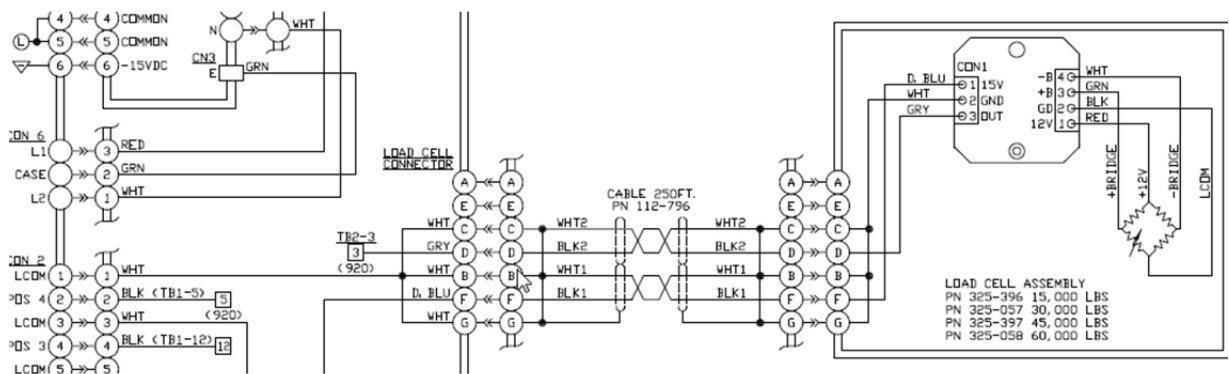 4 4 COMMON
L 5 5 COMMON
6 6 -15VDC
N WHT
CN3
E GRN
CON 6
L1 3 RED
CASE 2 GRN
L2 1 WHT
CON 2
LCOM 1 1 WHT
POS 4 2 2 BLK (TB1-5) 5
(920)
LCOM 3 3 WHT
POS 3 4 4 BLK (TB1-12) 12
LCOM 5 5
TB2-3
3
(920)
LOAD CELL
CONNECTOR
A A
E E
WHT C C WHT2
GRY D D BLK2
WHT B B WHT1
D. BLU F F BLK1
WHT G G
CABLE 250FT.
PN 112-796
A A
E E
WHT2 C C
BLK2 D D
WHT1 B B
BLK1 F F
G G
CON1
D. BLU 1 15V
WHT 2 GND
GRY 3 OUT
-B 4 WHT
+B 3 GRN
GD 2 BLK
12V 1 RED
+BRIDGE
+12V
-BRIDGE
LCOM
LOAD CELL ASSEMBLY
PN 325-396 15,000 LBS
PN 325-057 30,000 LBS
PN 325-397 45,000 LBS
PN 325-058 60,000 LBS